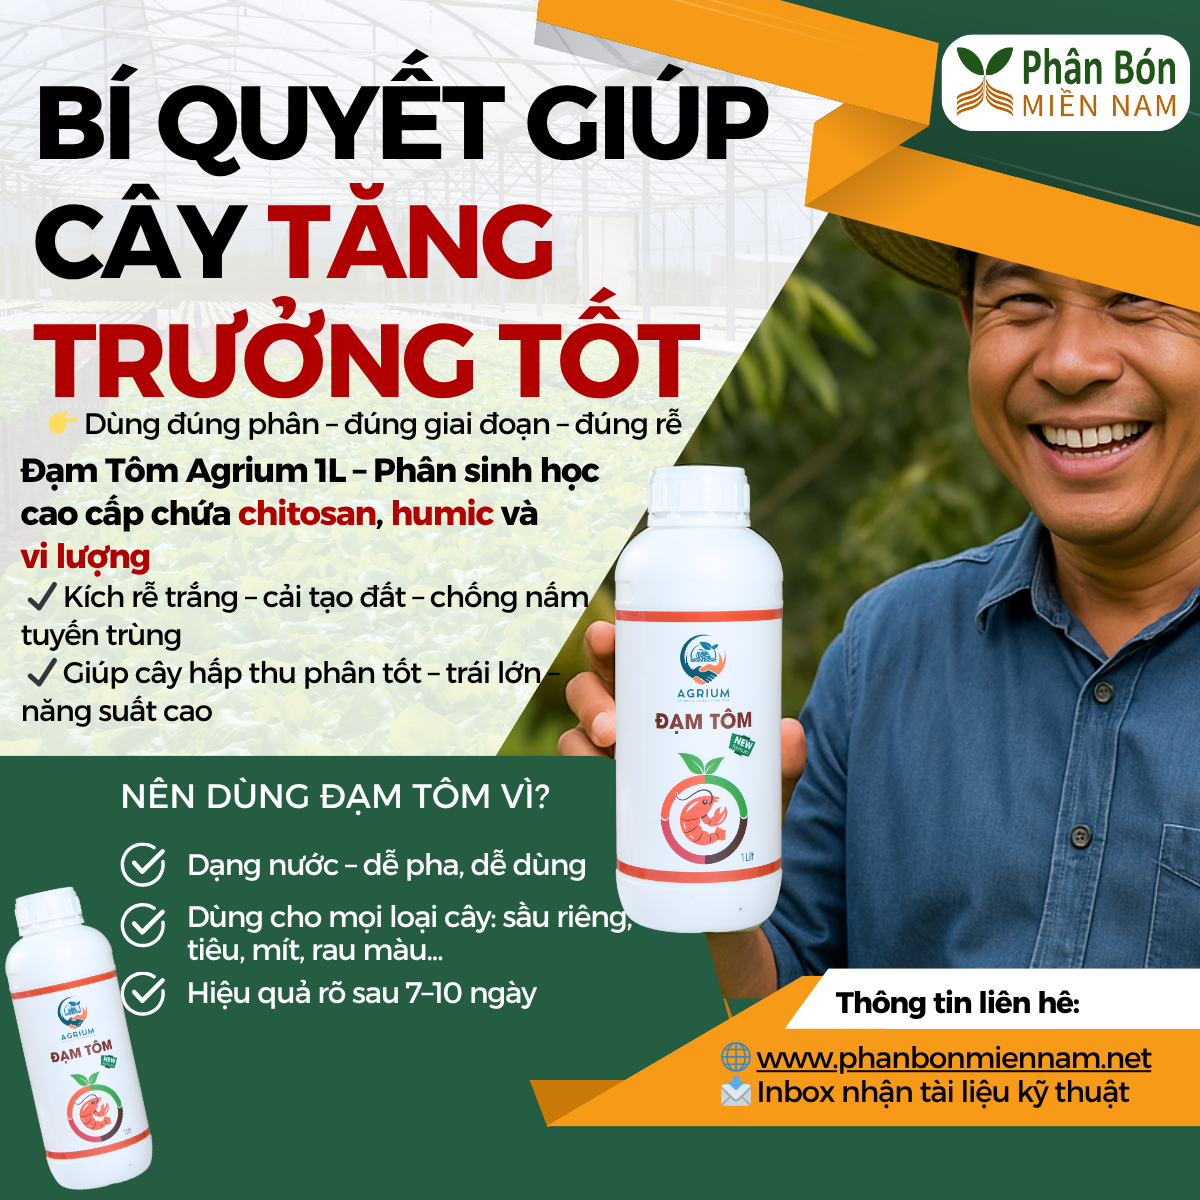 Phân Bón
MIỀN NAM
BÍ QUYẾT GIÚP
CÂY TĂNG
TRƯỞNG TỐT
👉 Dùng đúng phân – đúng giai đoạn – đúng rễ
Đạm Tôm Agrium 1L – Phân sinh học
cao cấp chứa chitosan, humic và
vi lượng
✔ Kích rễ trắng – cải tạo đất – chống nấm
tuyến trùng
✔ Giúp cây hấp thu phân tốt – trái lớn –
năng suất cao
AGRIUM
ĐẠM TÔM
NEW
1 Lít
NÊN DÙNG ĐẠM TÔM VÌ?
Dạng nước – dễ pha, dễ dùng
Dùng cho mọi loại cây: sầu riêng,
tiêu, mít, rau màu...
Hiệu quả rõ sau 7–10 ngày
AGRIUM
ĐẠM TÔM
NEW
Thông tin liên hê:
🌐 www.phanbonmiennam.net
📩 Inbox nhận tài liệu kỹ thuật